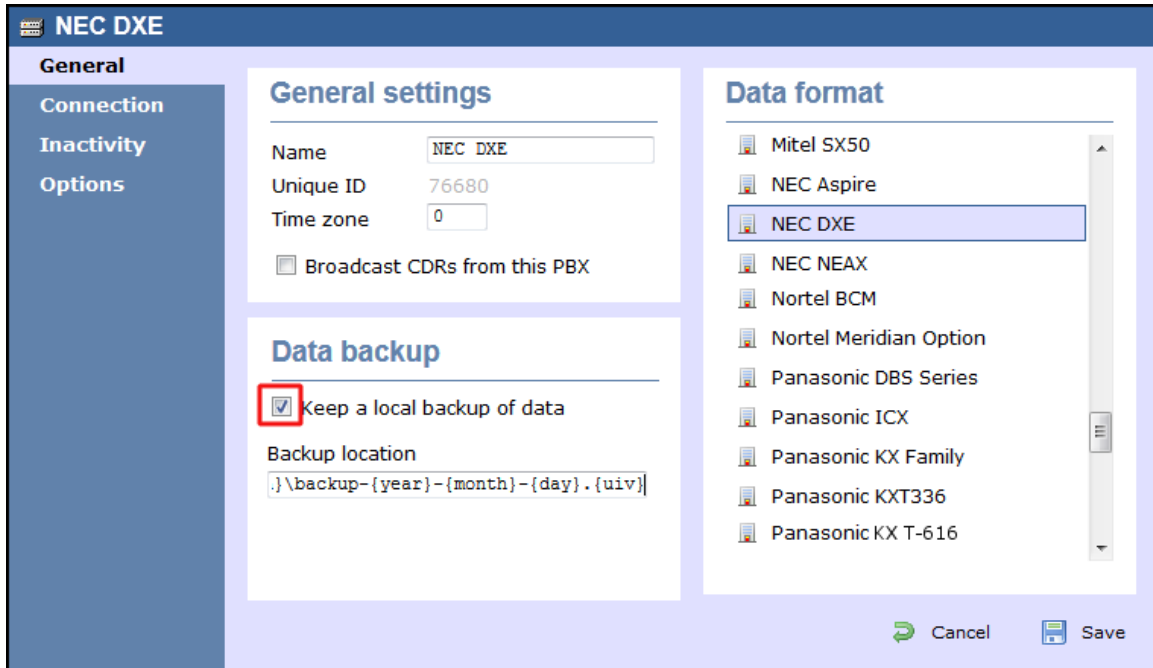 NEC DXE
General
Connection
Inactivity
Options
General settings
Name NEC DXE
Unique ID 76680
Time zone 0
Broadcast CDRs from this PBX
Data backup
Keep a local backup of data
Backup location
.}\backup-{year}-{month}-{day}.{uiv}
Data format
Mitel SX50
NEC Aspire
NEC DXE
NEC NEAX
Nortel BCM
Nortel Meridian Option
Panasonic DBS Series
Panasonic ICX
Panasonic KX Family
Panasonic KXT336
Panasonic KX T-616
Cancel Save